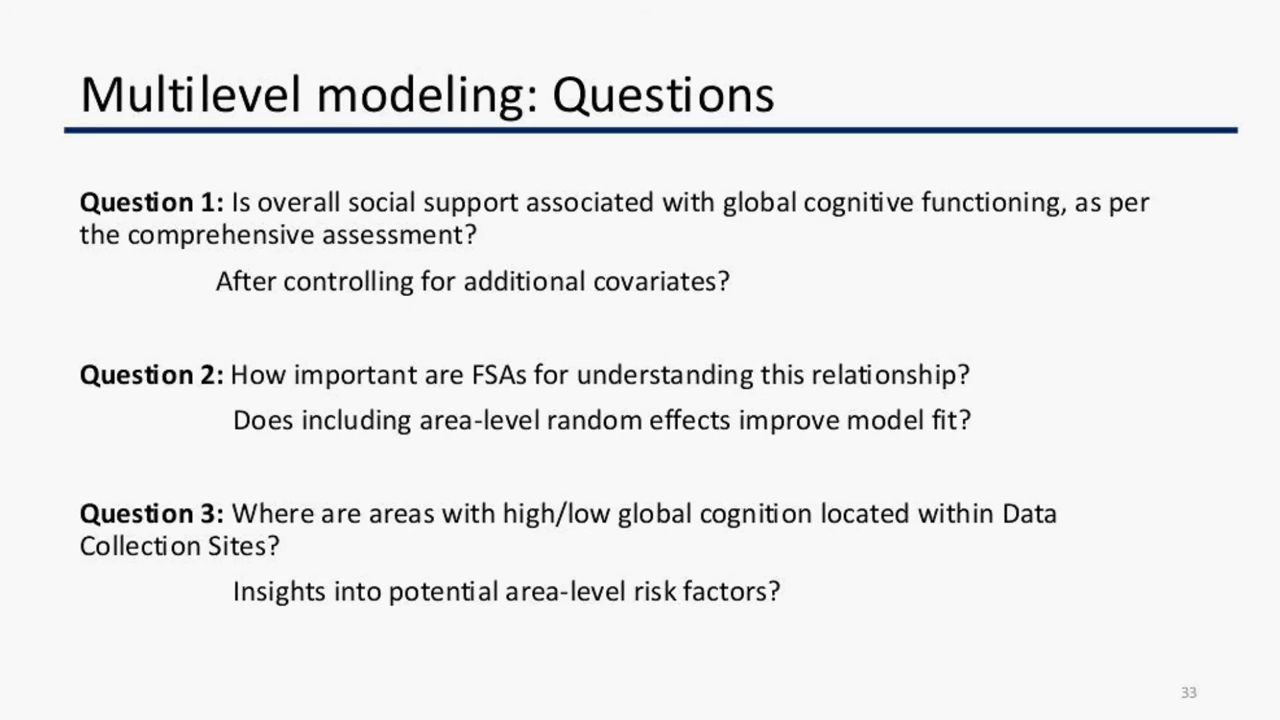 Multilevel modeling: Questions
Question 1: Is overall social support associated with global cognitive functioning, as per
the comprehensive assessment?
After controlling for additional covariates?
Question 2: How important are FSAs for understanding this relationship?
Does including area-level random effects improve model fit?
Question 3: Where are areas with high/low global cognition located within Data
Collection Sites?
Insights into potential area-level risk factors?
33